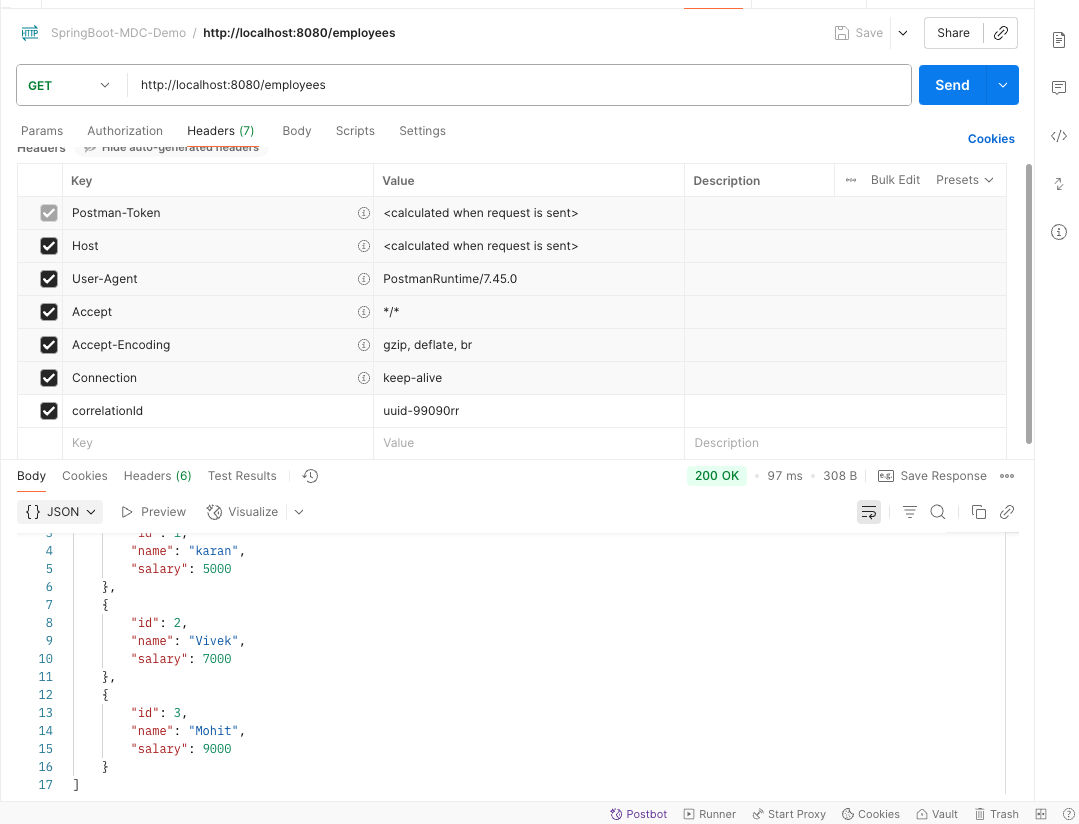 HTTP SpringBoot-MDC-Demo / http://localhost:8080/employees Save Share
GET http://localhost:8080/employees Send
Params Authorization Headers (7) Body Scripts Settings Cookies
Headers Hide auto-generated headers
Key Value Description Bulk Edit Presets
Postman-Token <calculated when request is sent>
Host <calculated when request is sent>
User-Agent PostmanRuntime/7.45.0
Accept */*
Accept-Encoding gzip, deflate, br
Connection keep-alive
correlationId uuid-99090rr
Key Value Description
Body Cookies Headers (6) Test Results 200 OK • 97 ms • 308 B e.g. Save Response
{} JSON Preview Visualize
3 "id": 1,
4 "name": "karan",
5 "salary": 5000
6 },
7 {
8 "id": 2,
9 "name": "Vivek",
10 "salary": 7000
11 },
12 {
13 "id": 3,
14 "name": "Mohit",
15 "salary": 9000
16 }
17 ]
Postbot Runner Start Proxy Cookies Vault Trash